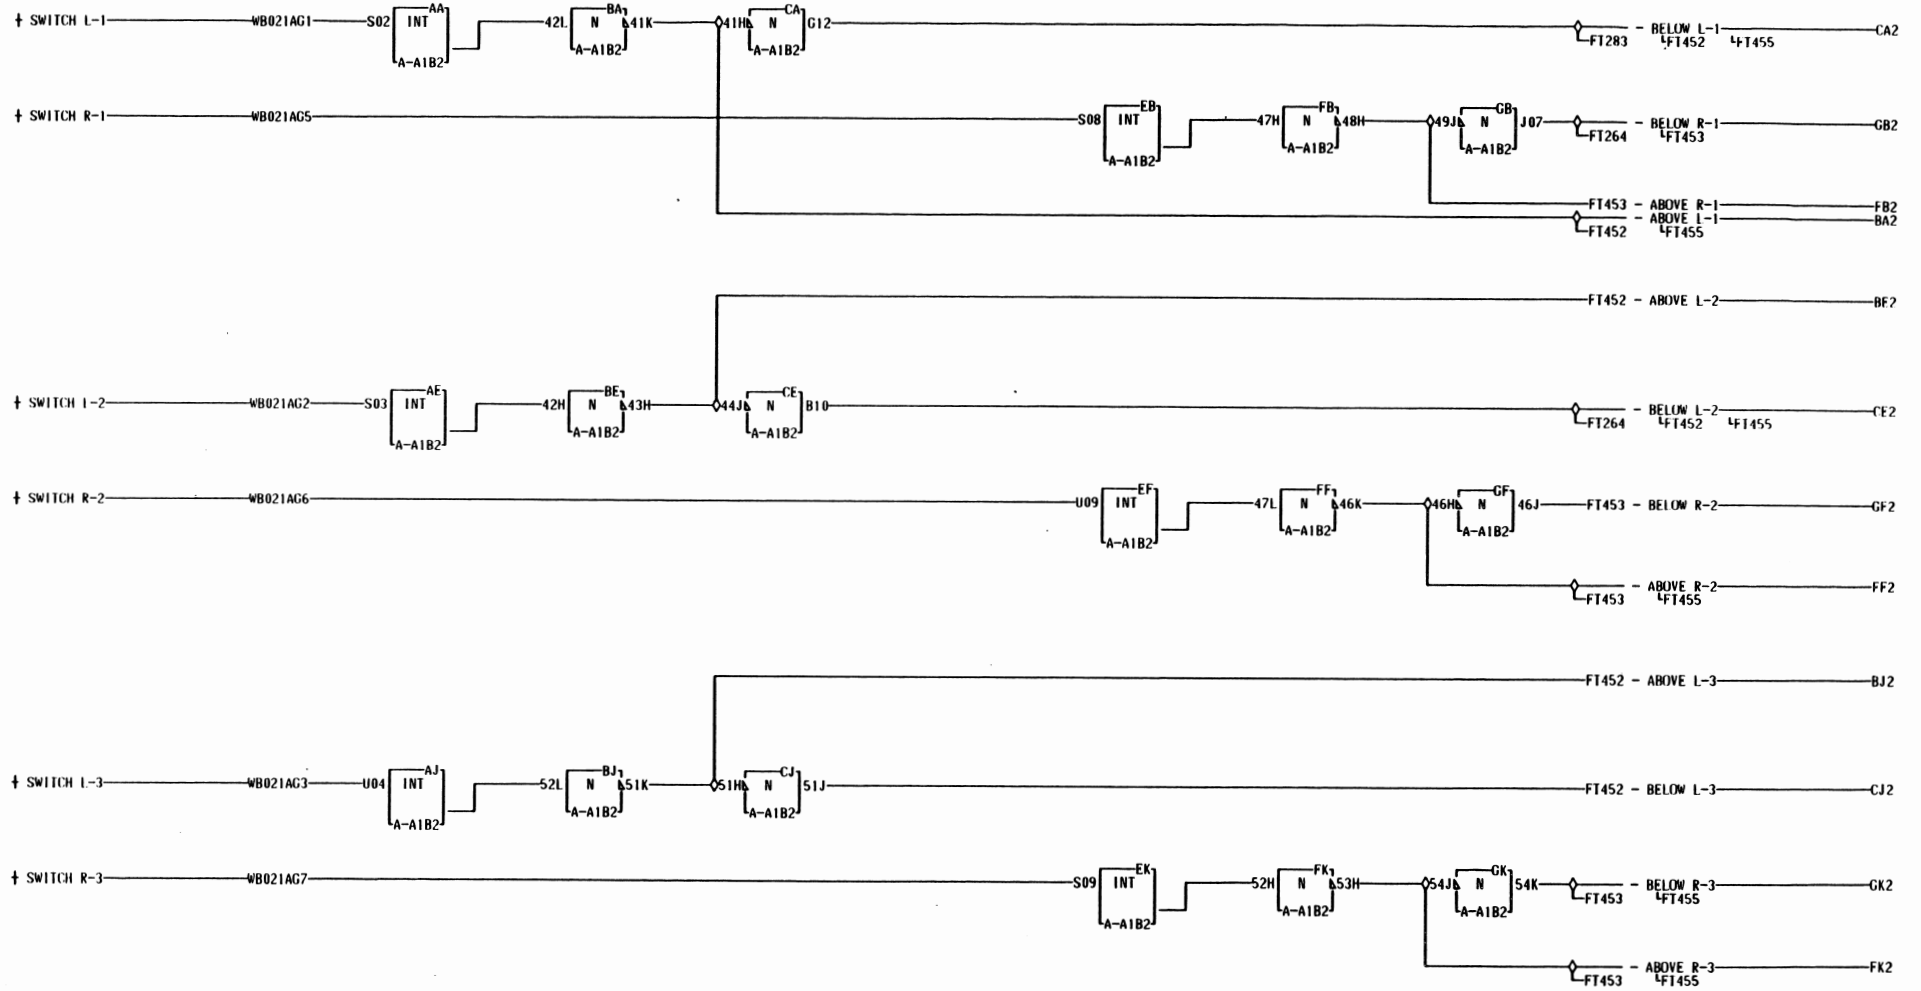 AA BA CA
+ SWITCH L-1 WB021AG1 S02 INT 42L N 41K 41H N G12 - BELOW L-1 CA2
FT283 FT452 FT455
A-A1B2 A-A1B2 A-A1B2
EB FB GB
+ SWITCH R-1 WB021AG5 S08 INT 47H N 48H 49J N J07 - BELOW R-1 GB2
FT264 FT453
A-A1B2 A-A1B2 A-A1B2
FT453 - ABOVE R-1 FB2
- ABOVE L-1 BA2
FT452 FT455
FT452 - ABOVE L-2 BE2
AE BE CE
+ SWITCH L-2 WB021AG2 S03 INT 42H N 43H 44J N B10 - BELOW L-2 CE2
FT264 FT452 FT455
A-A1B2 A-A1B2 A-A1B2
EF FF GF
+ SWITCH R-2 WB021AG6 U09 INT 47L N 46K 46H N 46J FT453 - BELOW R-2 GF2
A-A1B2 A-A1B2 A-A1B2
- ABOVE R-2 FF2
FT453 FT455
FT452 - ABOVE L-3 BJ2
AJ BJ CJ
+ SWITCH L-3 WB021AG3 U04 INT 52L N 51K 51H N 51J FT452 - BELOW L-3 CJ2
A-A1B2 A-A1B2 A-A1B2
EK FK GK
+ SWITCH R-3 WB021AG7 S09 INT 52H N 53H 54J N 54K - BELOW R-3 GK2
FT453 FT455
A-A1B2 A-A1B2 A-A1B2
- ABOVE R-3 FK2
FT453 FT455